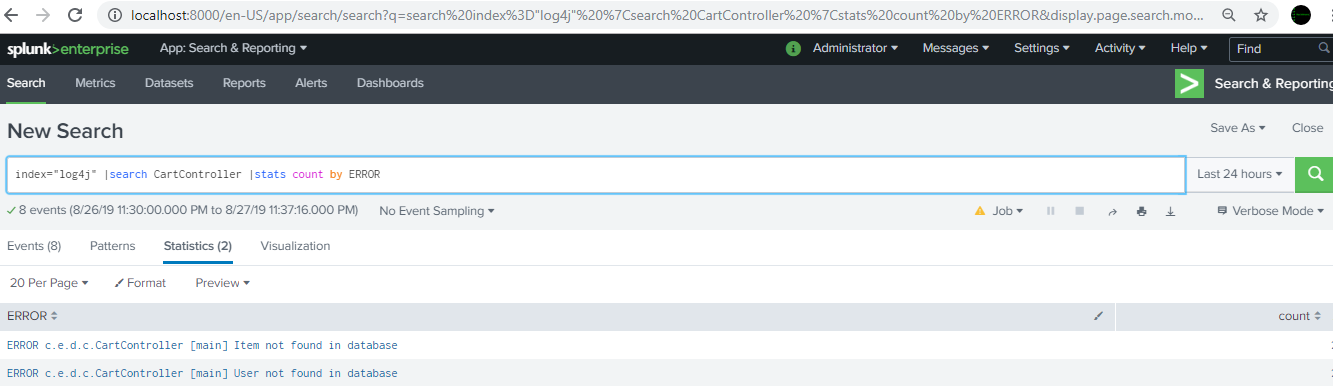 localhost:8000/en-US/app/search/search?q=search%20index%3D"log4j"%20%7Csearch%20CartController%20%7Cstats%20count%20by%20ERROR&display.page.search.mo...
splunk>enterprise App: Search & Reporting i Administrator Messages Settings Activity Help Find
Search Metrics Datasets Reports Alerts Dashboards > Search & Reporting
New Search Save As Close
index="log4j" |search CartController |stats count by ERROR Last 24 hours
8 events (8/26/19 11:30:00.000 PM to 8/27/19 11:37:16.000 PM) No Event Sampling Job Verbose Mode
Events (8) Patterns Statistics (2) Visualization
20 Per Page Format Preview
ERROR count
ERROR c.e.d.c.CartController [main] Item not found in database
ERROR c.e.d.c.CartController [main] User not found in database